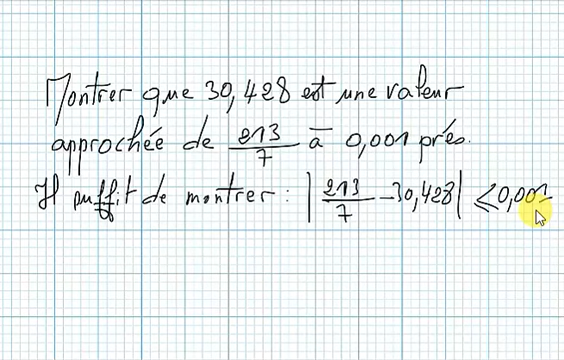 Montrer que 30,428 est une valeur
approchée de 213/7 à 0,001 près.
Il suffit de montrer : | 213/7 - 30,428 | ≤ 0,001